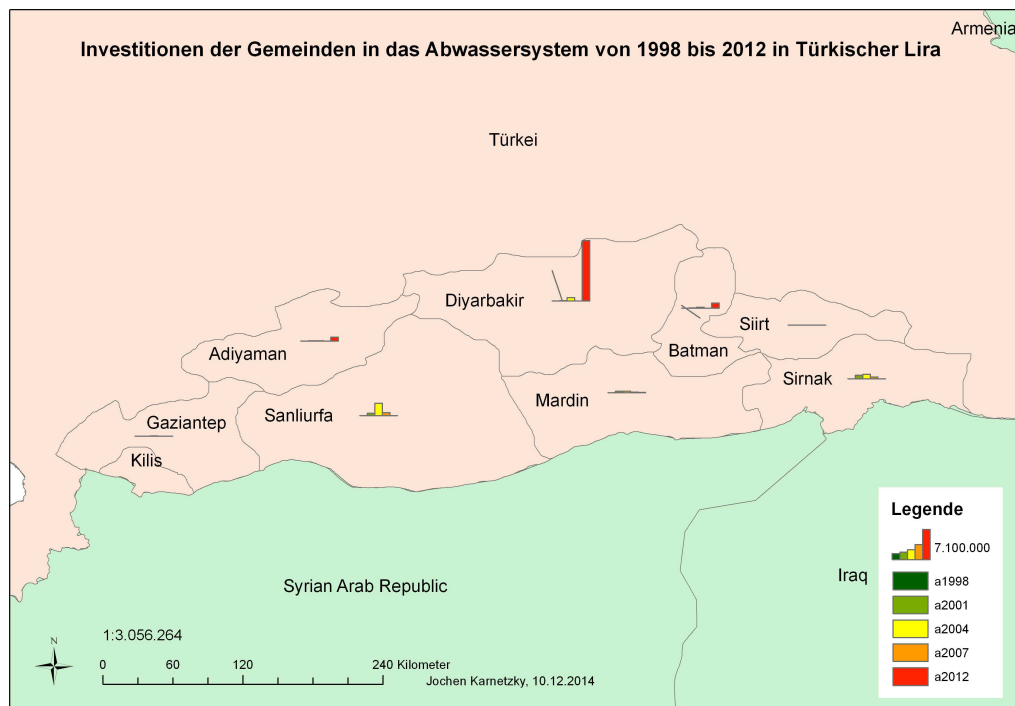 Armenia
Investitionen der Gemeinden in das Abwassersystem von 1998 bis 2012 in Türkischer Lira
Türkei
Diyarbakir
Siirt
Batman
Adiyaman
Sirnak
Mardin
Sanliurfa
Gaziantep
Kilis
Legende
7.100.000
a1998
a2001
a2004
a2007
a2012
Iraq
Syrian Arab Republic
N
1:3.056.264
0 60 120 240 Kilometer
Jochen Karnetzky, 10.12.2014